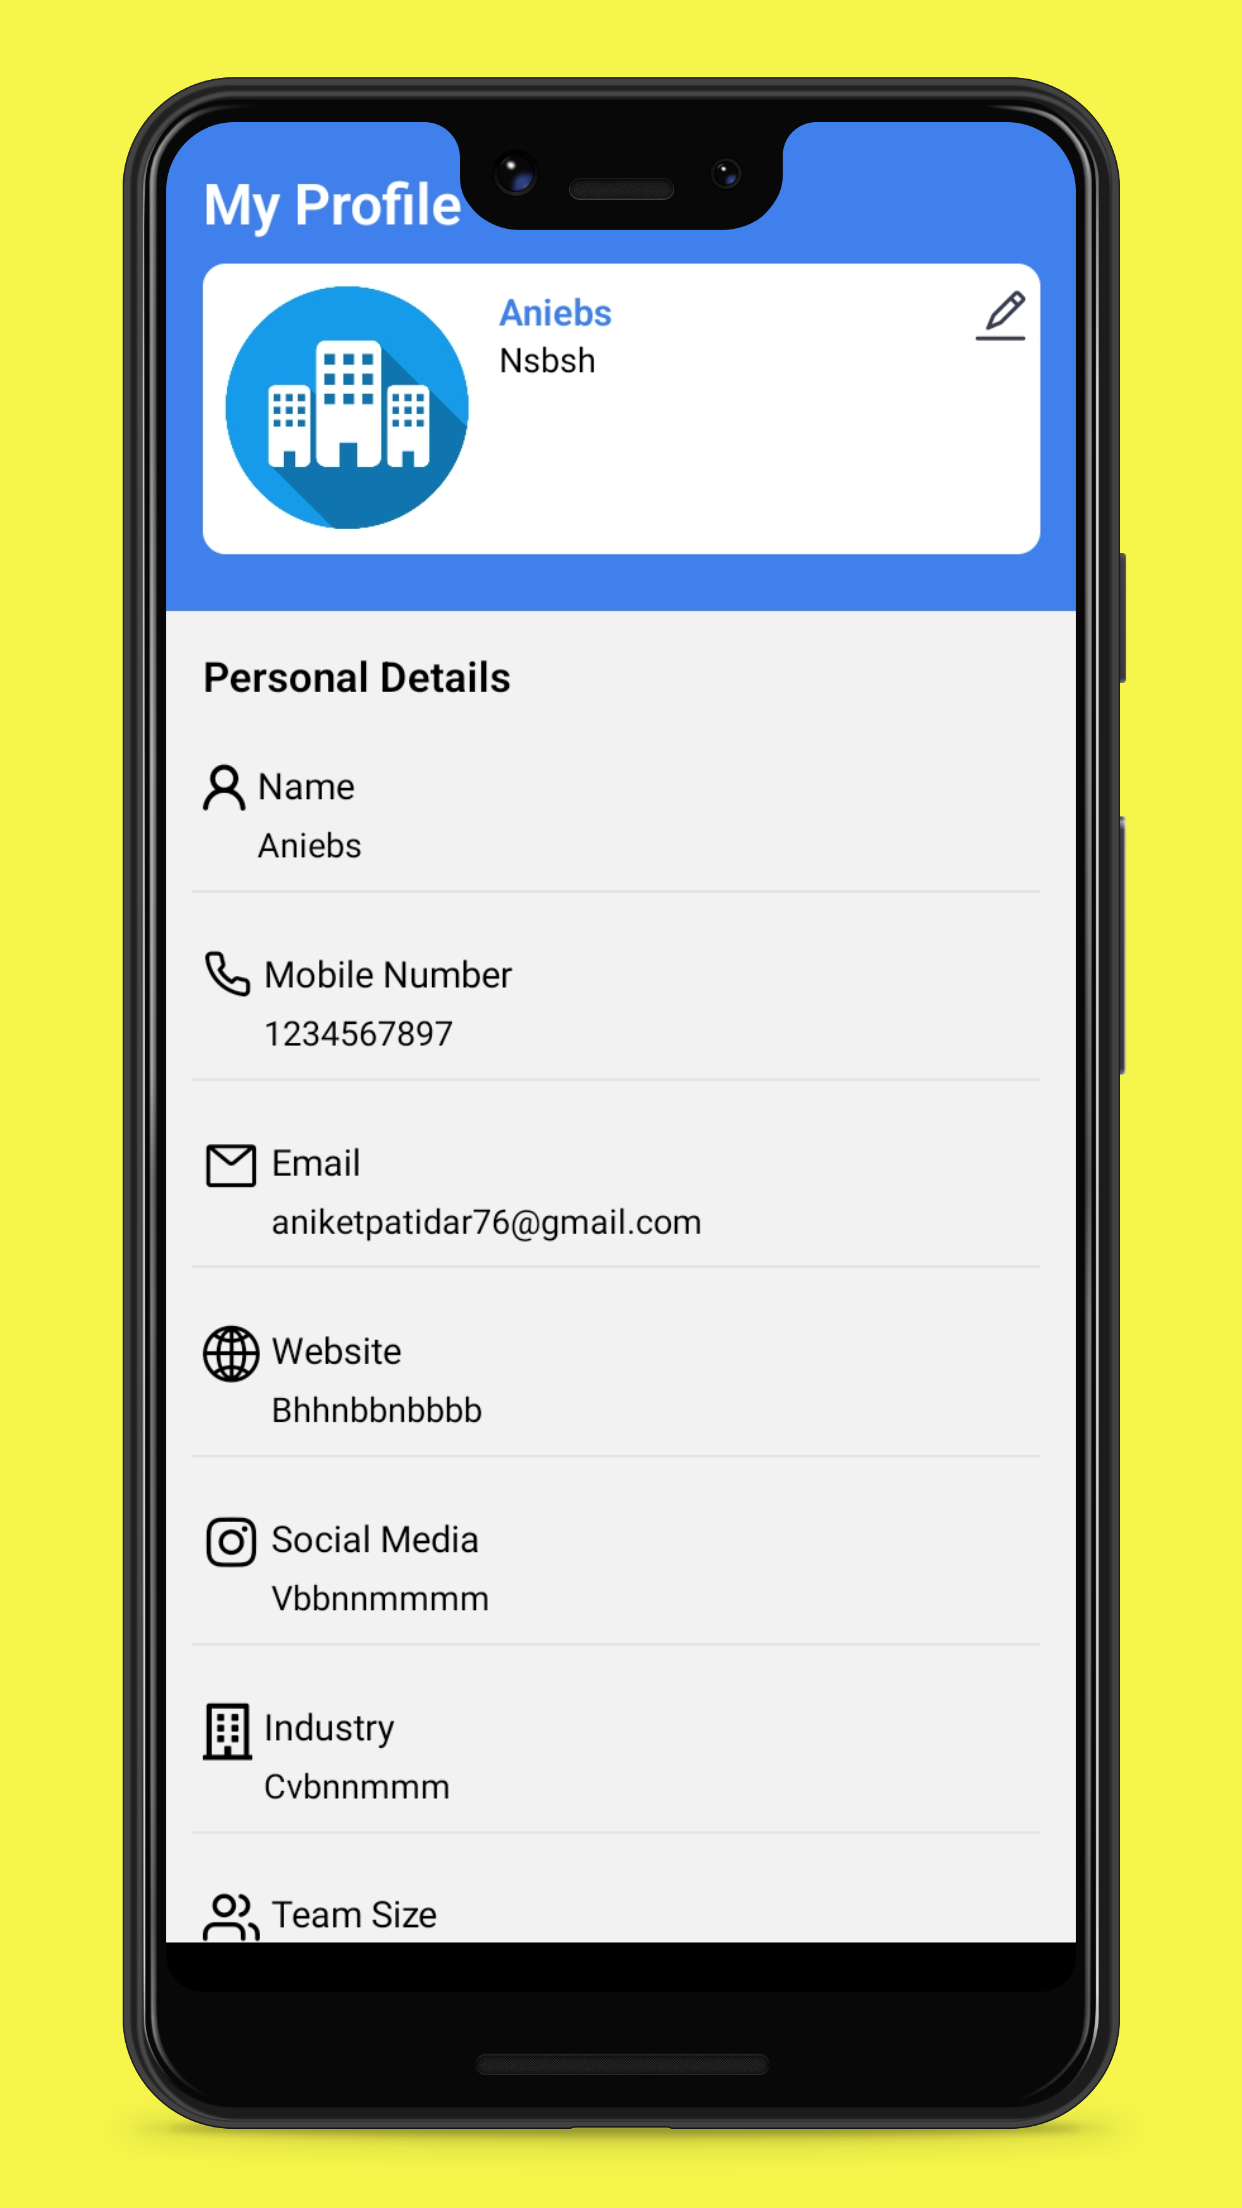 My Profile
Aniebs
Nsbsh
Personal Details
Name
Aniebs
Mobile Number
1234567897
Email
aniketpatidar76@gmail.com
Website
Bhhnbbnbbbb
Social Media
Vbbnnmmmm
Industry
Cvbnnmmm
Team Size